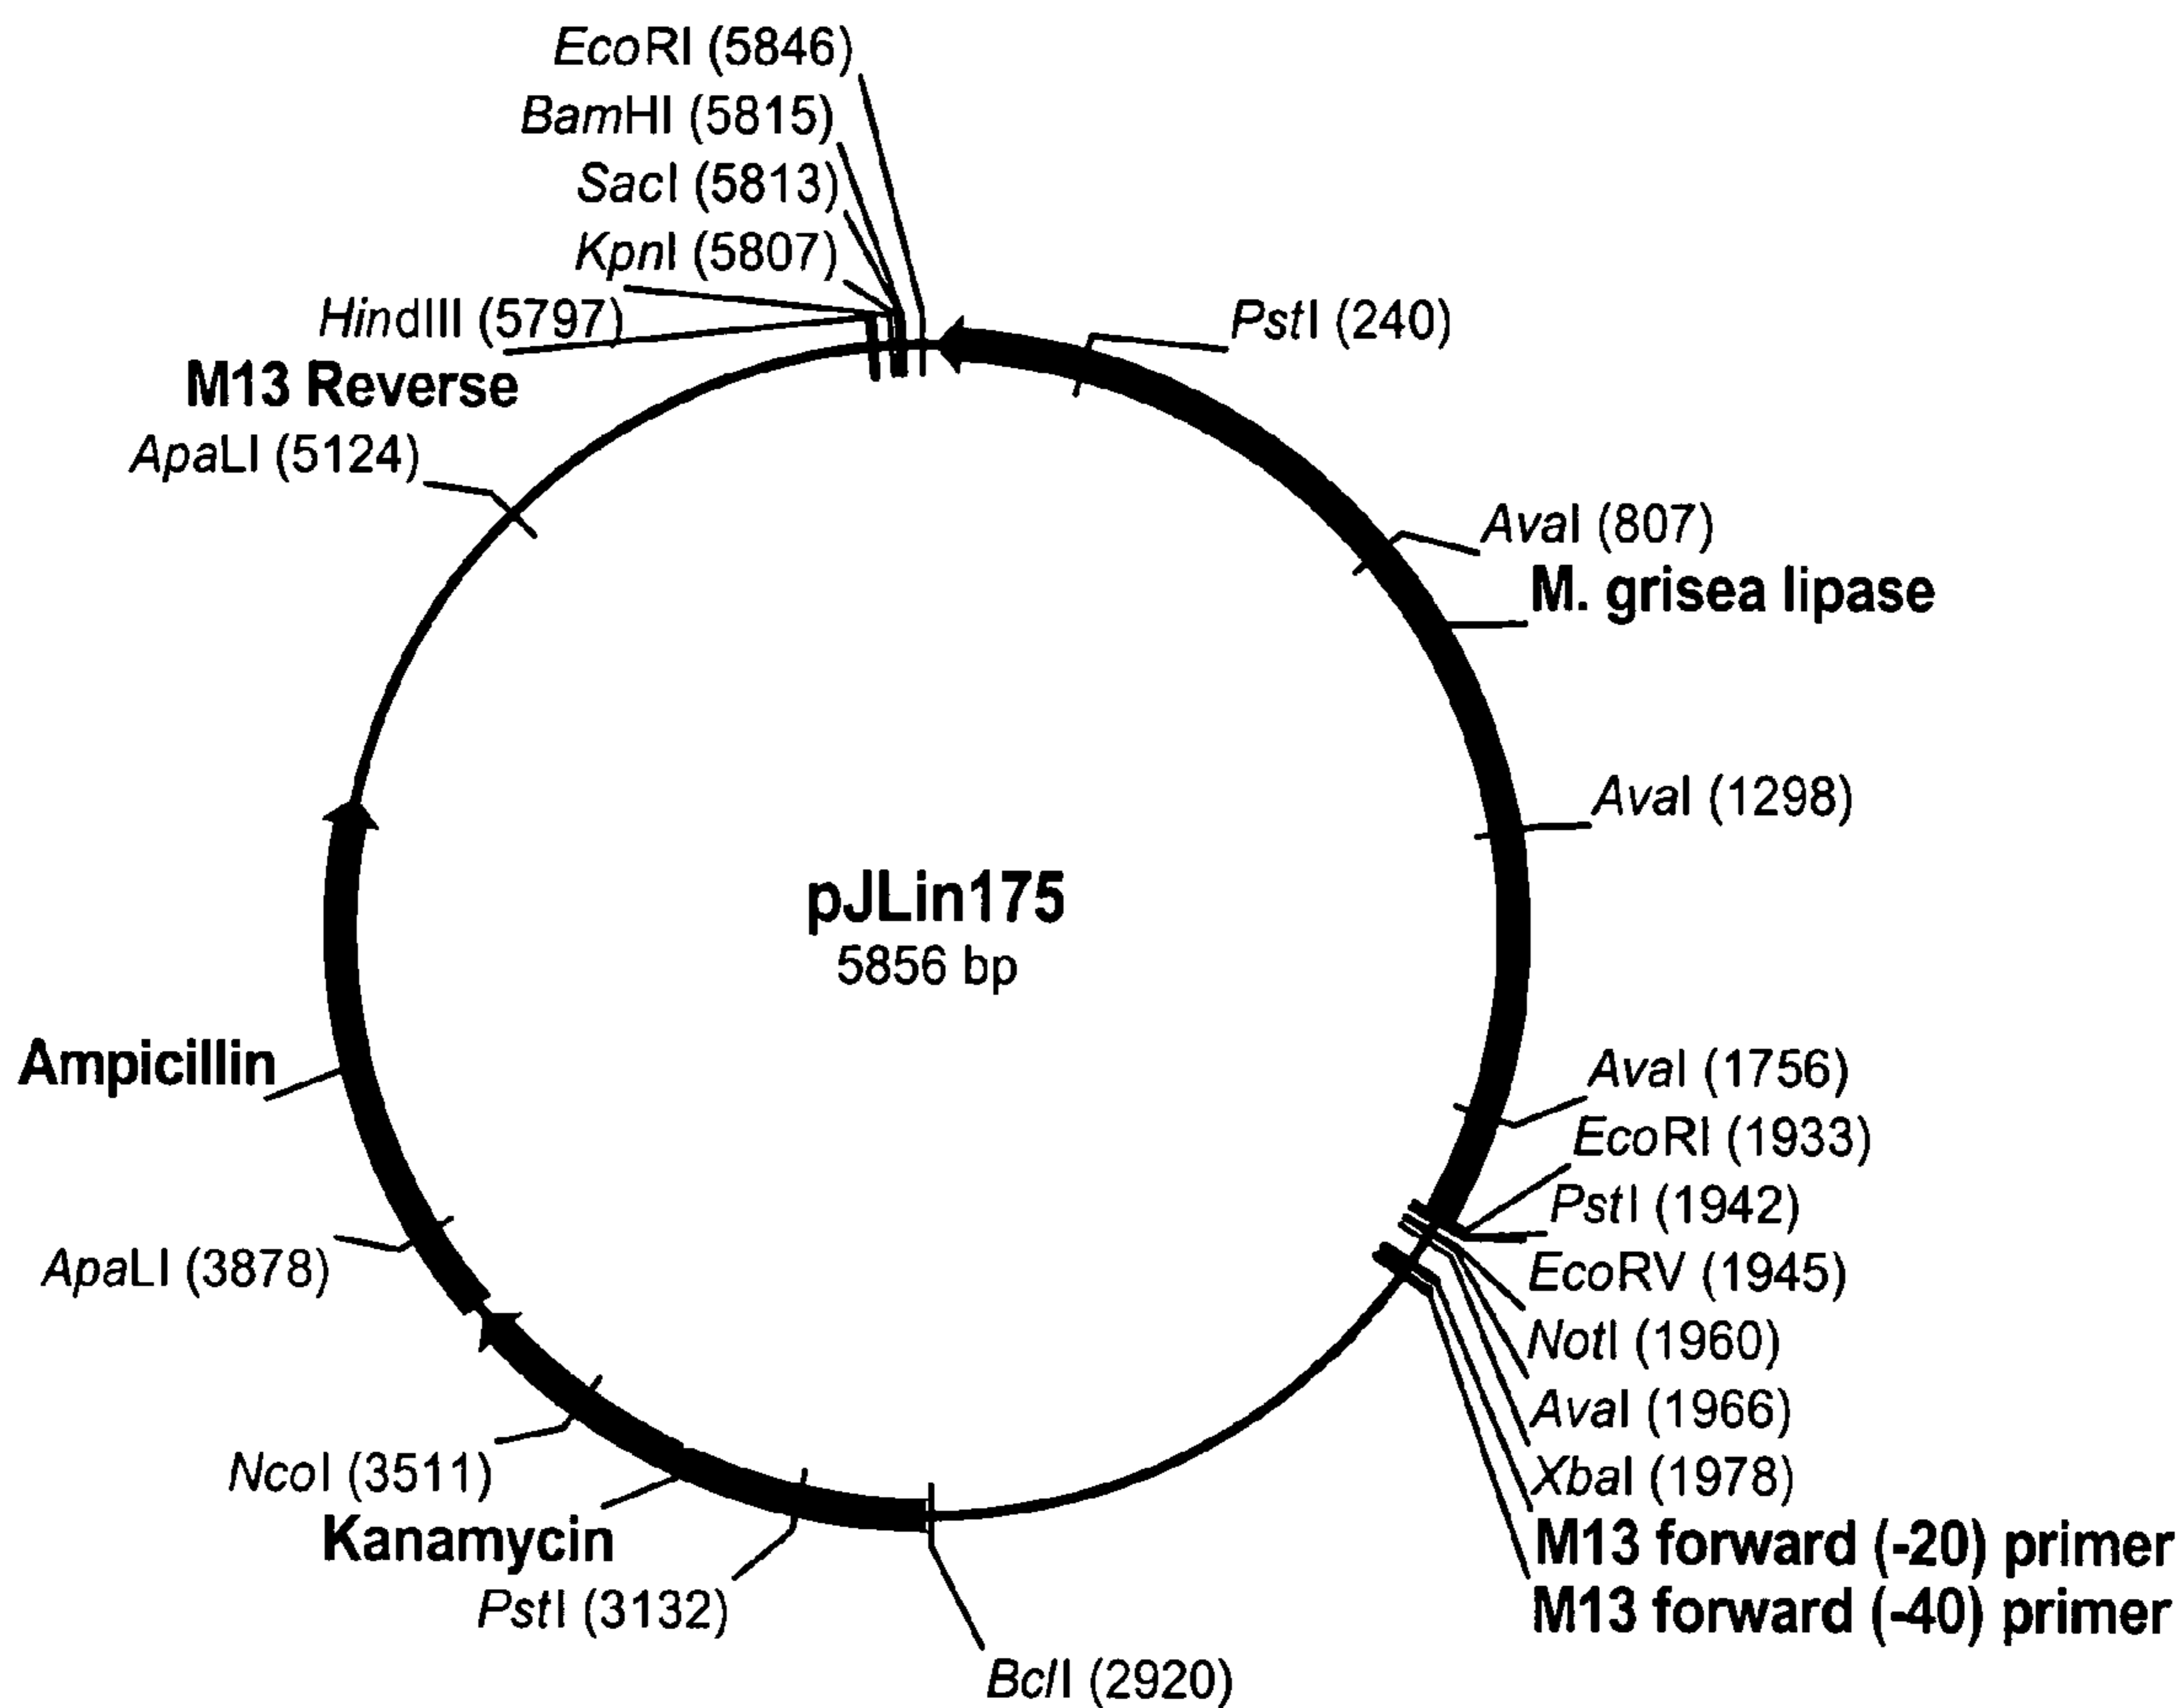 EcoRI (5846)
BamHI (5815)
SacI (5813)
KpnI (5807)
HindIII (5797)
M13 Reverse
ApaLI (5124)
PstI (240)
AvaI (807)
M. grisea lipase
AvaI (1298)
pJLin175
5856 bp
AvaI (1756)
EcoRI (1933)
PstI (1942)
EcoRV (1945)
NotI (1960)
AvaI (1966)
XbaI (1978)
M13 forward (-20) primer
M13 forward (-40) primer
Ampicillin
ApaLI (3878)
NcoI (3511)
Kanamycin
PstI (3132)
BclI (2920)